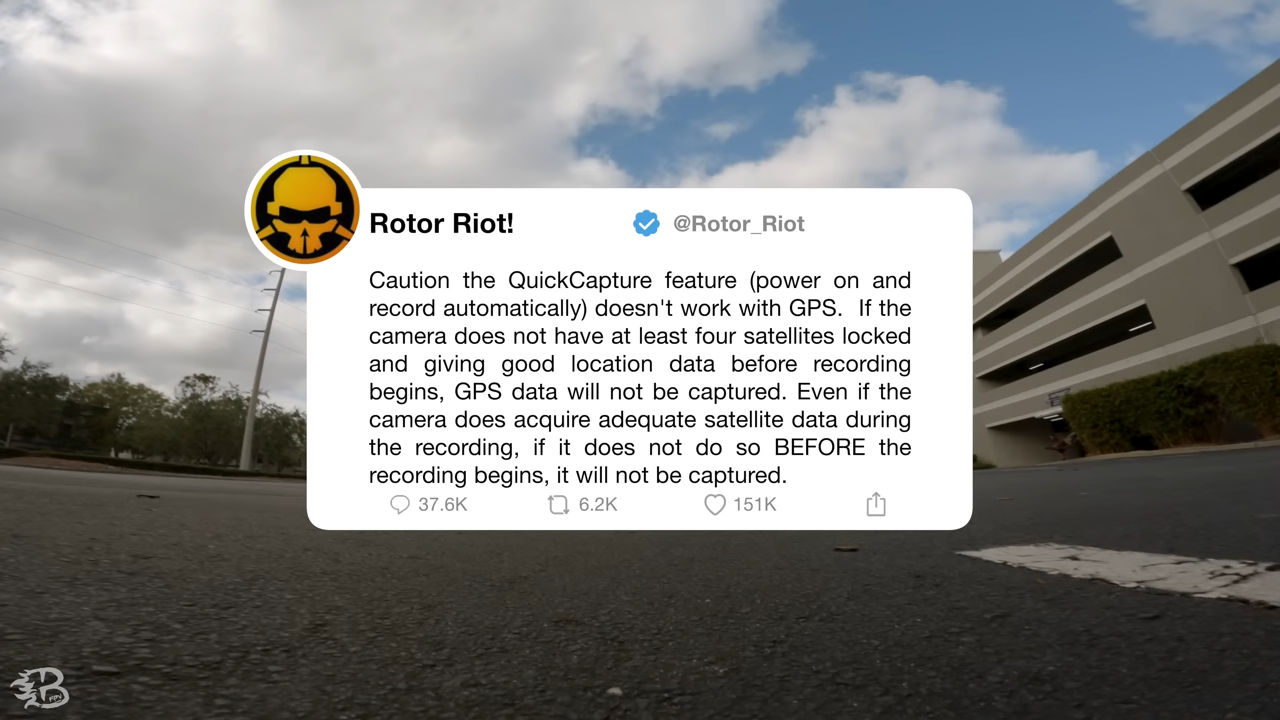 Rotor Riot! @Rotor_Riot
Caution the QuickCapture feature (power on and
record automatically) doesn't work with GPS.  If the
camera does not have at least four satellites locked
and giving good location data before recording
begins, GPS data will not be captured. Even if the
camera does acquire adequate satellite data during
the recording, if it does not do so BEFORE the
recording begins, it will not be captured.
37.6K 6.2K 151K
B